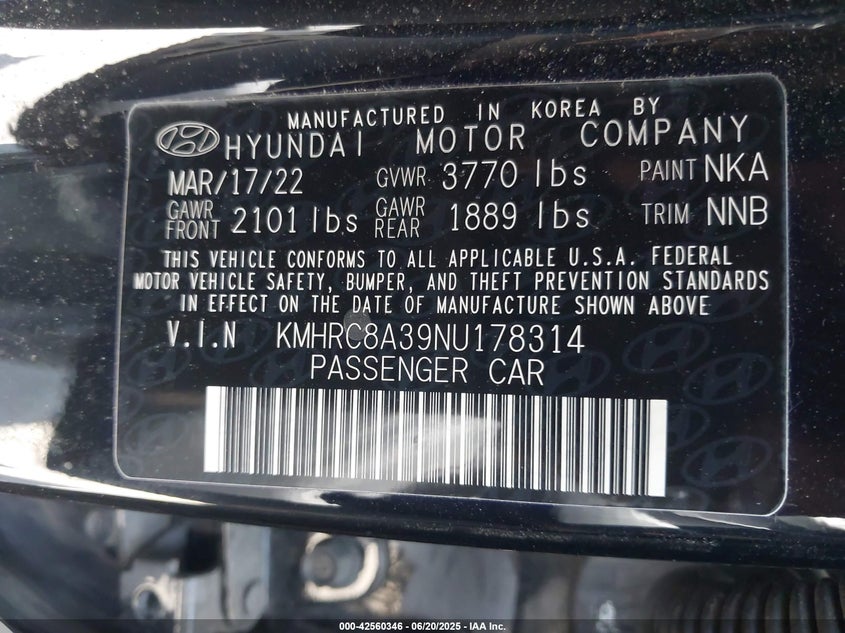 MANUFACTURED IN KOREA BY
HYUNDAI MOTOR COMPANY
MAR/17/22 GVWR 3770 lbs PAINT NKA
GAWR FRONT 2101 lbs GAWR REAR 1889 lbs TRIM NNB
THIS VEHICLE CONFORMS TO ALL APPLICABLE U.S.A. FEDERAL
MOTOR VEHICLE SAFETY, BUMPER, AND THEFT PREVENTION STANDARDS
IN EFFECT ON THE DATE OF MANUFACTURE SHOWN ABOVE
V.I.N KMHRC8A39NU178314
PASSENGER CAR
000-42560346 / 06/20/2025 - IAA Inc.